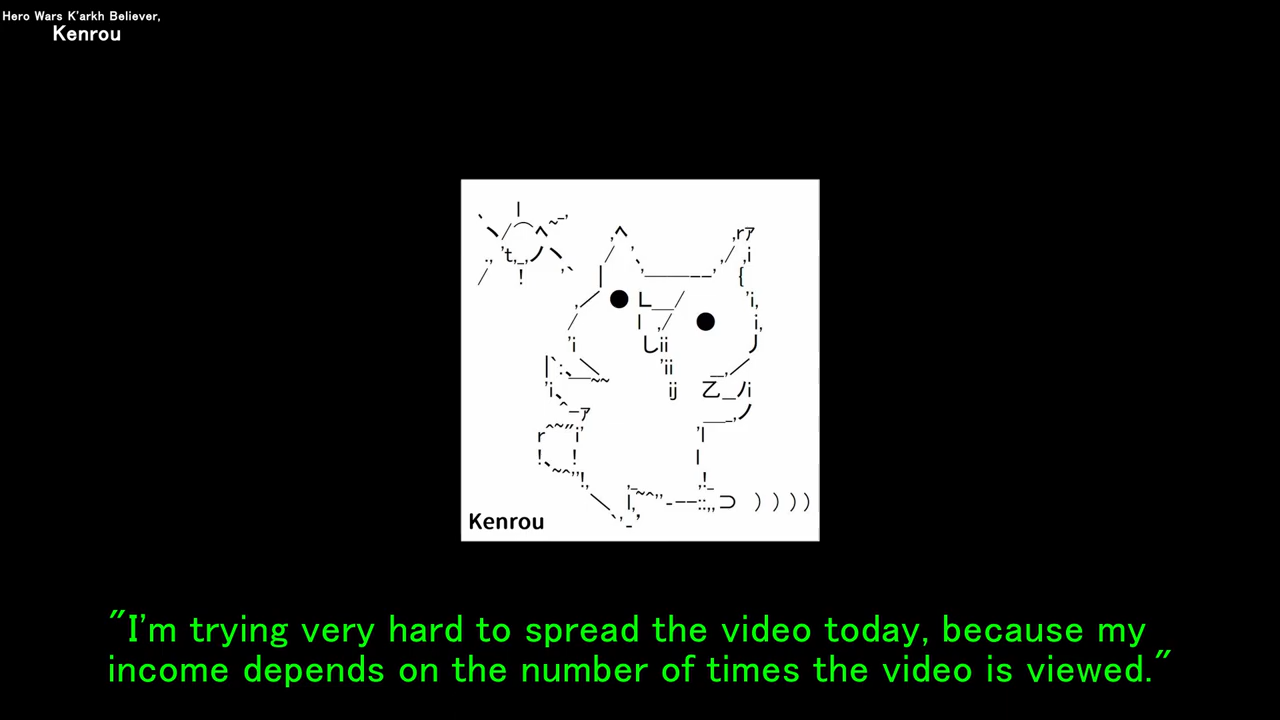 Hero Wars K'arkh Believer,
Kenrou
Kenrou
"I'm trying very hard to spread the video today, because my
income depends on the number of times the video is viewed."